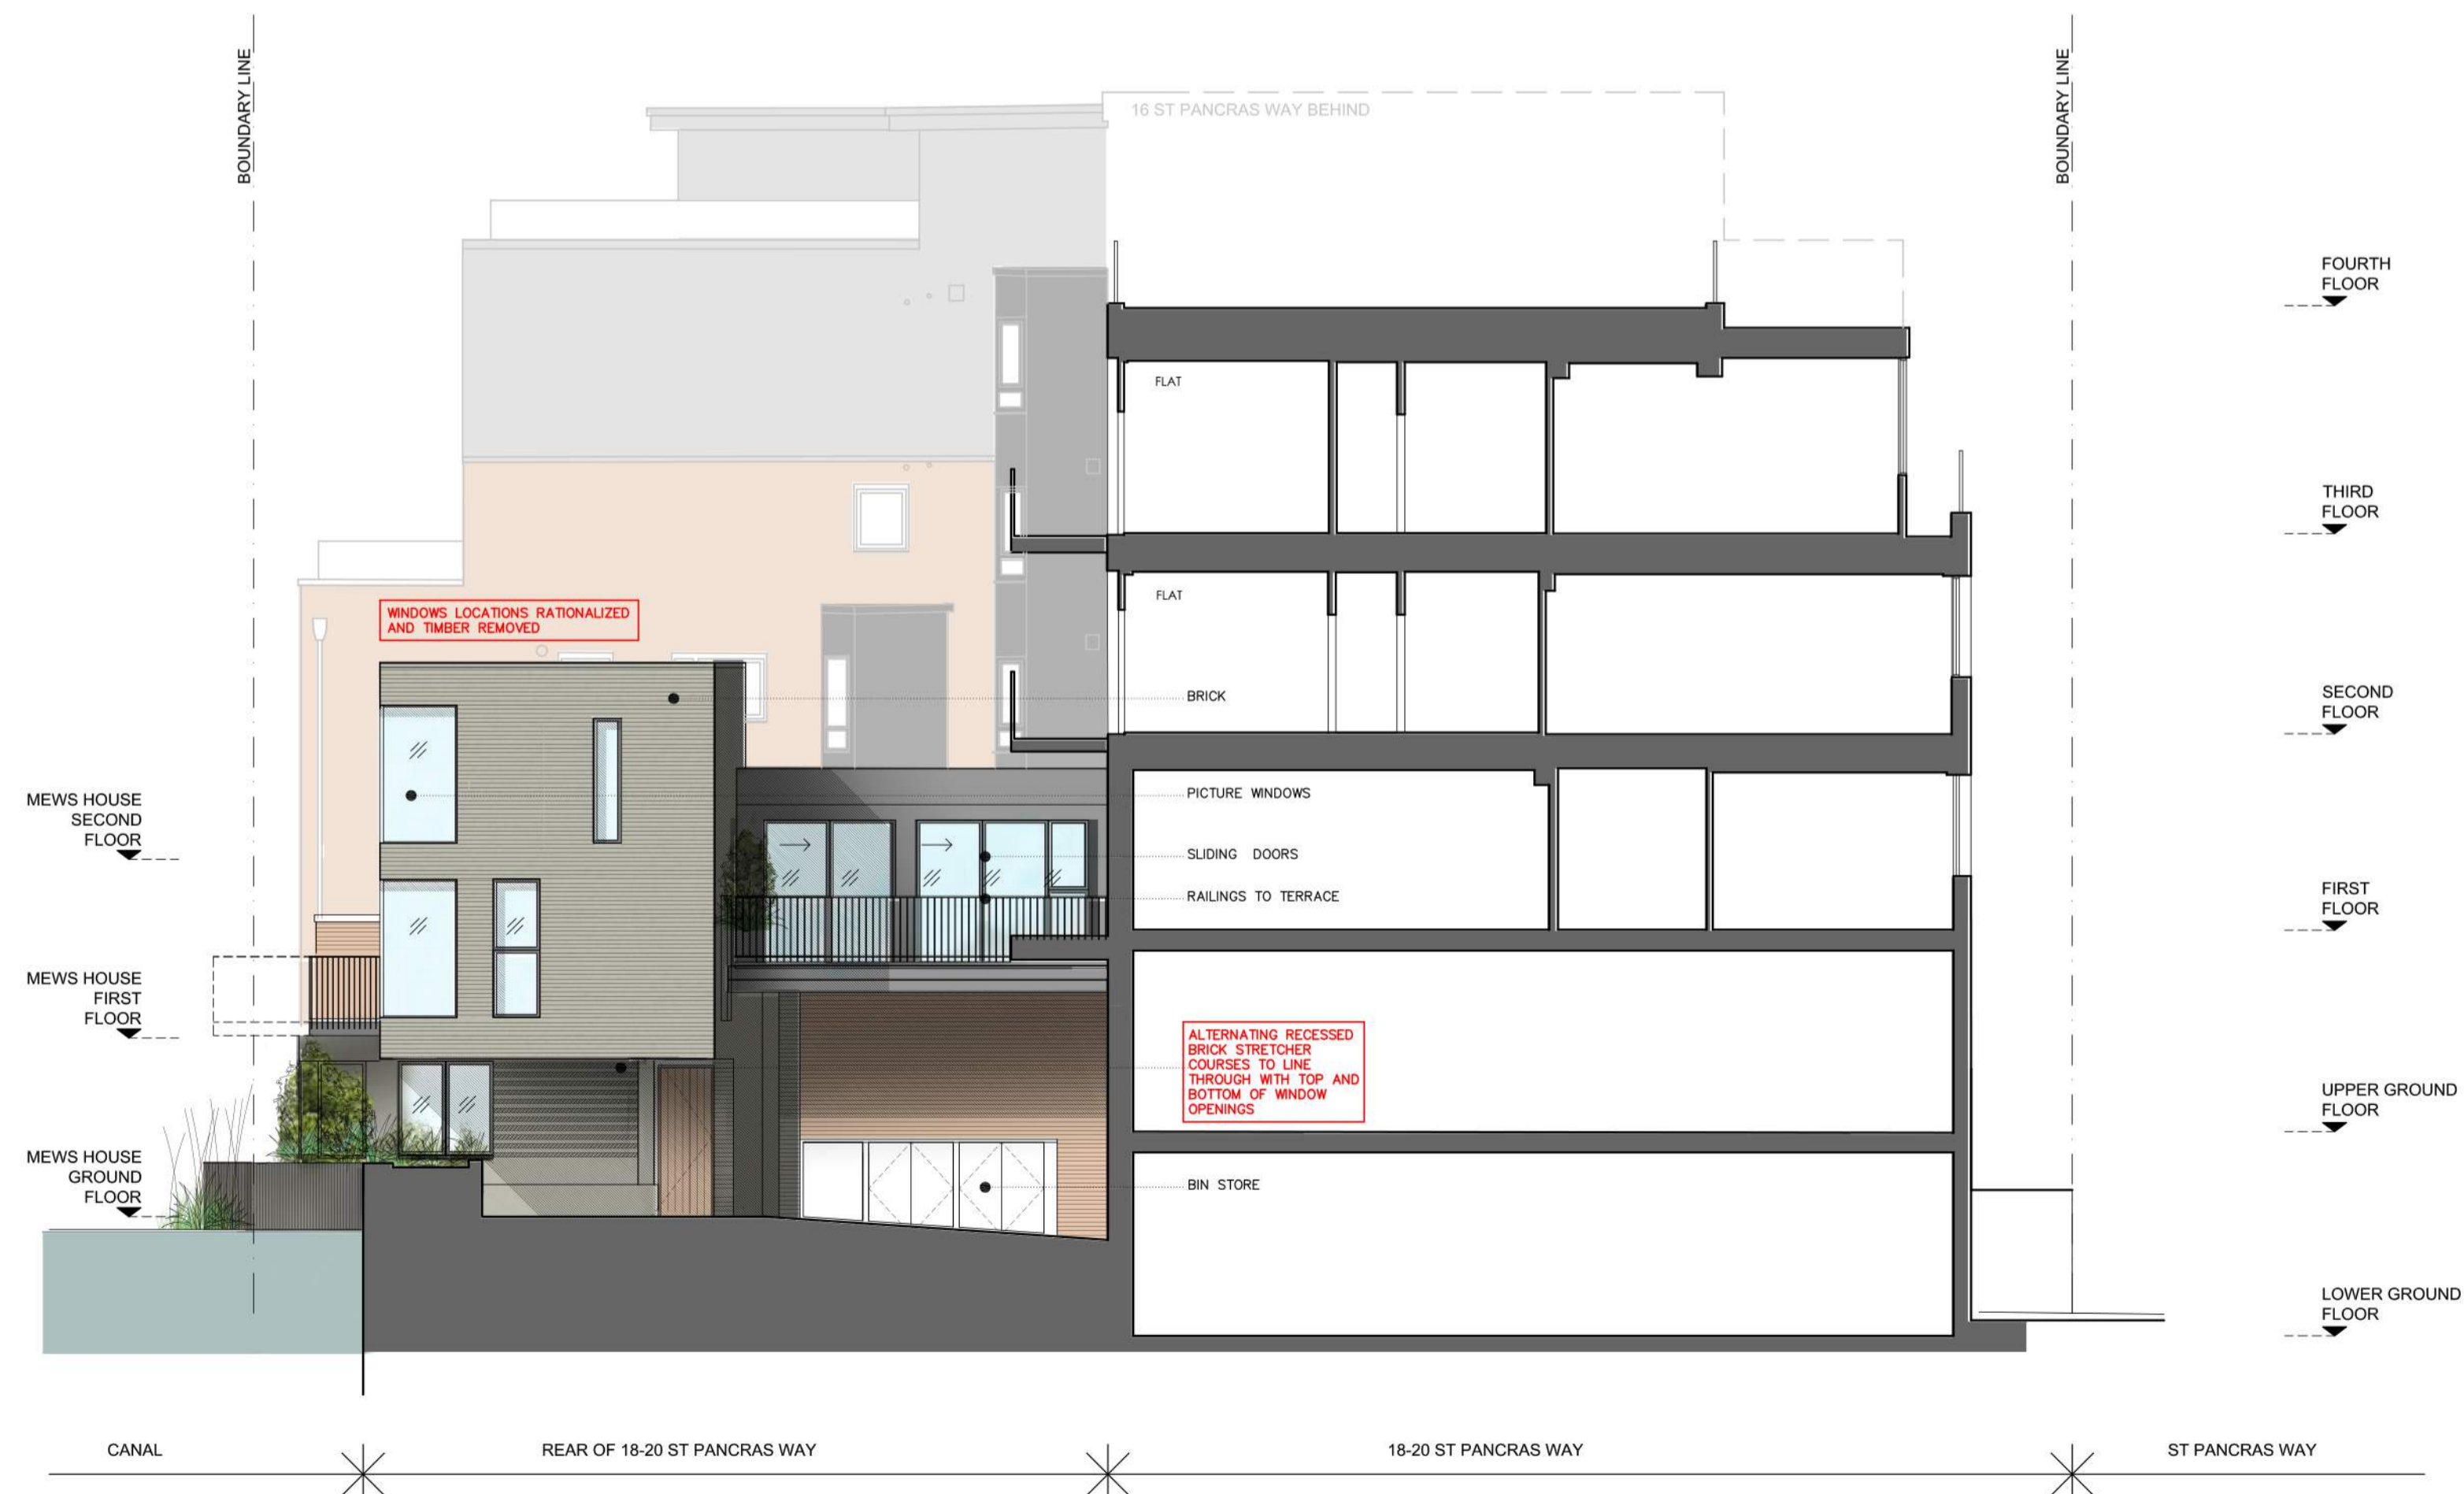 BOUNDARY LINE
BOUNDARY LINE
16 ST PANCRAS WAY BEHIND
FOURTH
FLOOR
FLAT
THIRD
FLOOR
WINDOWS LOCATIONS RATIONALIZED
AND TIMBER REMOVED
FLAT
BRICK
SECOND
FLOOR
MEWS HOUSE
SECOND
FLOOR
PICTURE WINDOWS
SLIDING DOORS
RAILINGS TO TERRACE
FIRST
FLOOR
MEWS HOUSE
FIRST
FLOOR
ALTERNATING RECESSED
BRICK STRETCHER
COURSES TO LINE
THROUGH WITH TOP AND
BOTTOM OF WINDOW
OPENINGS
UPPER GROUND
FLOOR
MEWS HOUSE
GROUND
FLOOR
BIN STORE
LOWER GROUND
FLOOR
CANAL
REAR OF 18-20 ST PANCRAS WAY
18-20 ST PANCRAS WAY
ST PANCRAS WAY